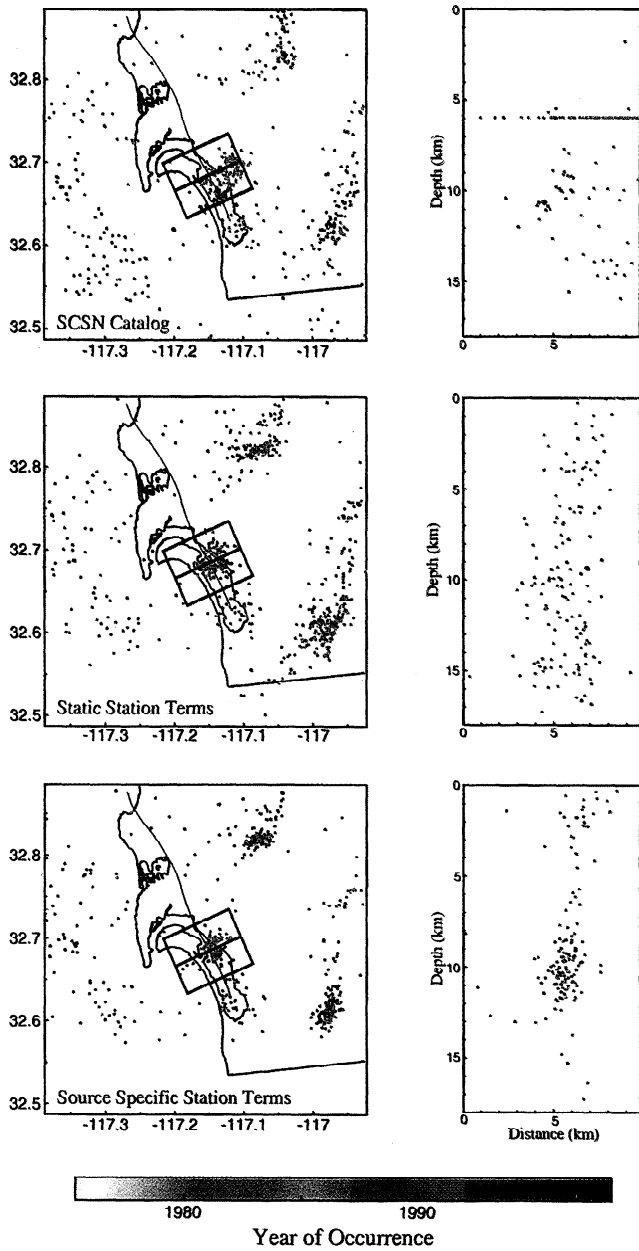 32.8
32.7
32.6
32.5
SCSN Catalog
-117.3 -117.2 -117.1 -117
0
5
10
15
Depth (km)
5
32.8
32.7
32.6
32.5
Static Station Terms
-117.3 -117.2 -117.1 -117
0
5
10
15
Depth (km)
5
32.8
32.7
32.6
32.5
Source Specific Station Terms
-117.3 -117.2 -117.1 -117
0
5
10
15
Depth (km)
5
Distance (km)
1980 1990
Year of Occurrence